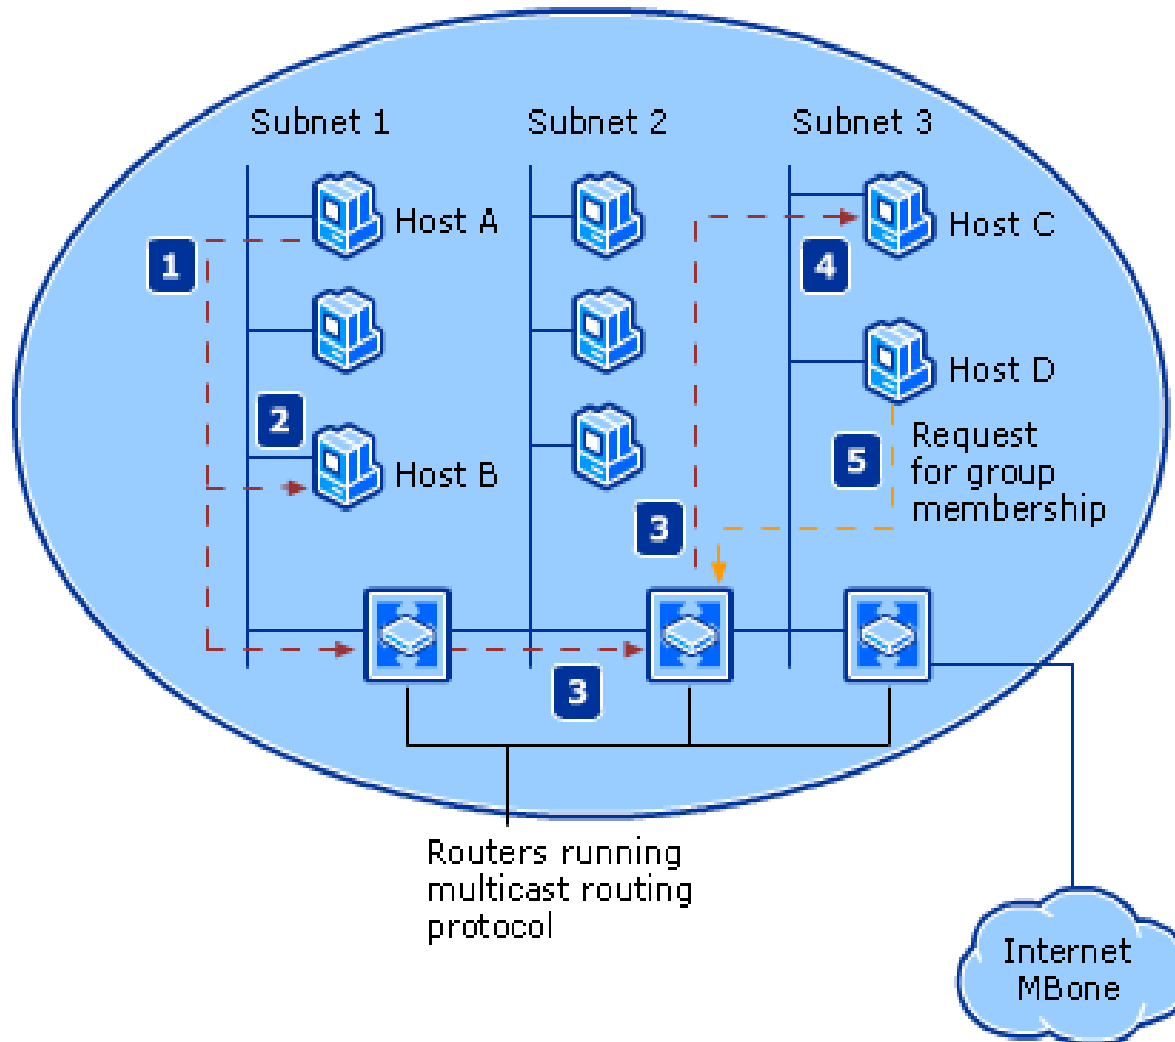 Subnet 1
Subnet 2
Subnet 3
Host A
Host C
1
4
Host D
2
Host B
5
Request
for group
membership
3
3
Routers running
multicast routing
protocol
Internet
MBone